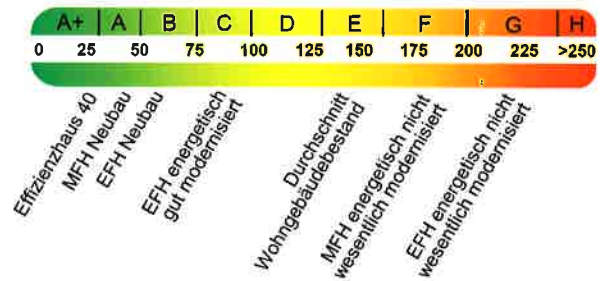 A+ A B C D E F G H
0 25 50 75 100 125 150 175 200 225 >250
Effizienzhaus 40
MFH Neubau
EFH Neubau
EFH energetisch
gut modernisiert
Durchschnitt
Wohngebäudebestand
MFH energetisch nicht
wesentlich modernisiert
EFH energetisch nicht
wesentlich modernisiert